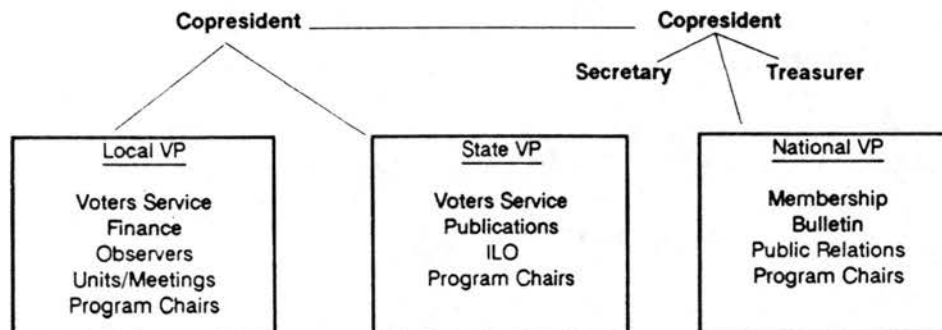 Copresident
Copresident
Secretary
Treasurer
Local VP
Voters Service
Finance
Observers
Units/Meetings
Program Chairs
State VP
Voters Service
Publications
ILO
Program Chairs
National VP
Membership
Bulletin
Public Relations
Program Chairs